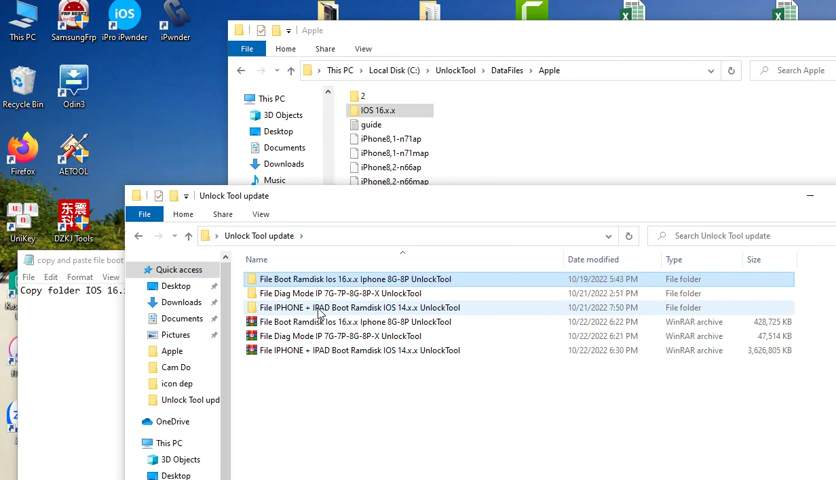 This PC
SamsungFrp
iPro iPwnder
iPwnder
Recycle Bin
Odin3
Firefox
AETOOL
UniKey
DZKJ Tools
东震科技
iOS
Apple
File Home Share View
This PC > Local Disk (C:) > UnlockTool > DataFiles > Apple
Search Apple
This PC
3D Objects
Desktop
Documents
Downloads
Music
2
IOS 16.x.x
guide
iPhone8,1-n71ap
iPhone8,1-n71map
iPhone8,2-n66ap
iPhone8,2-n66map
copy and paste file boot
File Edit Format View
Copy folder IOS 16.
Unlock Tool update
File Home Share View
Unlock Tool update >
Search Unlock Tool update
Name Date modified Type Size
Quick access
Desktop
Downloads
Documents
Pictures
Apple
Cam Do
icon dep
Unlock Tool upd
OneDrive
This PC
3D Objects
Desktop
File Boot Ramdisk Ios 16.x.x Iphone 8G-8P UnlockTool 10/19/2022 5:43 PM File folder
File Diag Mode IP 7G-7P-8G-8P-X UnlockTool 10/21/2022 2:51 PM File folder
File IPHONE + IPAD Boot Ramdisk IOS 14.x.x UnlockTool 10/21/2022 7:50 PM File folder
File Boot Ramdisk Ios 16.x.x Iphone 8G-8P UnlockTool 10/22/2022 6:22 PM WinRAR archive 428,725 KB
File Diag Mode IP 7G-7P-8G-8P-X UnlockTool 10/22/2022 6:21 PM WinRAR archive 47,514 KB
File IPHONE + IPAD Boot Ramdisk IOS 14.x.x UnlockTool 10/22/2022 6:30 PM WinRAR archive 3,626,805 KB